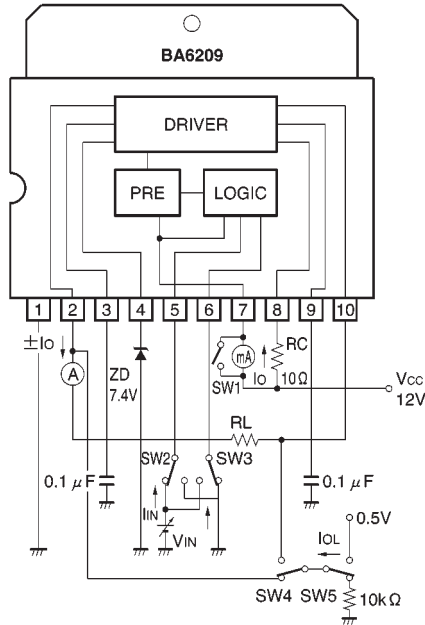 BA6209
DRIVER
PRE
LOGIC
1 2 3 4 5 6 7 8 9 10
±IO
A
ZD
7.4V
SW1
mA
IO
RC
10Ω
VCC
12V
RL
SW2
SW3
0.1 μF
IIN
VIN
0.1 μF
0.5V
IOL
SW4
SW5
10kΩ